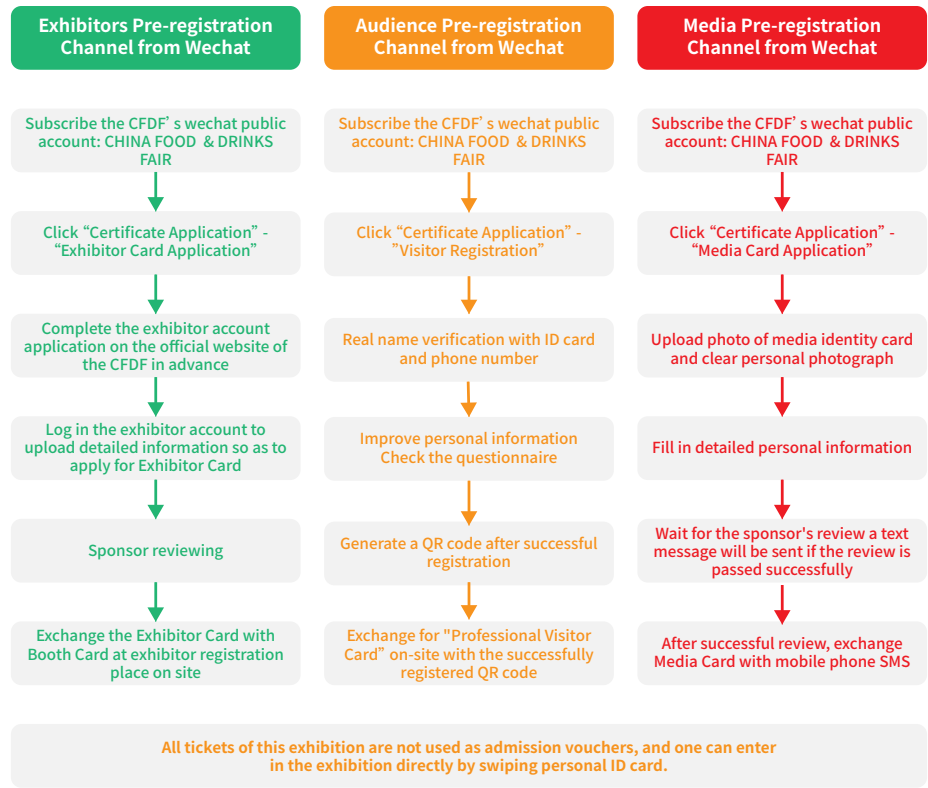 Exhibitors Pre-registration
Channel from Wechat
Subscribe the CFDF’ s wechat public
account: CHINA FOOD & DRINKS
FAIR
Click “Certificate Application” -
“Exhibitor Card Application”
Complete the exhibitor account
application on the official website of
the CFDF in advance
Log in the exhibitor account to
upload detailed information so as to
apply for Exhibitor Card
Sponsor reviewing
Exchange the Exhibitor Card with
Booth Card at exhibitor registration
place on site
Audience Pre-registration
Channel from Wechat
Subscribe the CFDF’ s wechat public
account: CHINA FOOD & DRINKS
FAIR
Click “Certificate Application” -
”Visitor Registration”
Real name verification with ID card
and phone number
Improve personal information
Check the questionnaire
Generate a QR code after successful
registration
Exchange for "Professional Visitor
Card” on-site with the successfully
registered QR code
Media Pre-registration
Channel from Wechat
Subscribe the CFDF’ s wechat public
account: CHINA FOOD & DRINKS
FAIR
Click “Certificate Application” -
“Media Card Application”
Upload photo of media identity card
and clear personal photograph
Fill in detailed personal information
Wait for the sponsor's review a text
message will be sent if the review is
passed successfully
After successful review, exchange
Media Card with mobile phone SMS
All tickets of this exhibition are not used as admission vouchers, and one can enter
in the exhibition directly by swiping personal ID card.